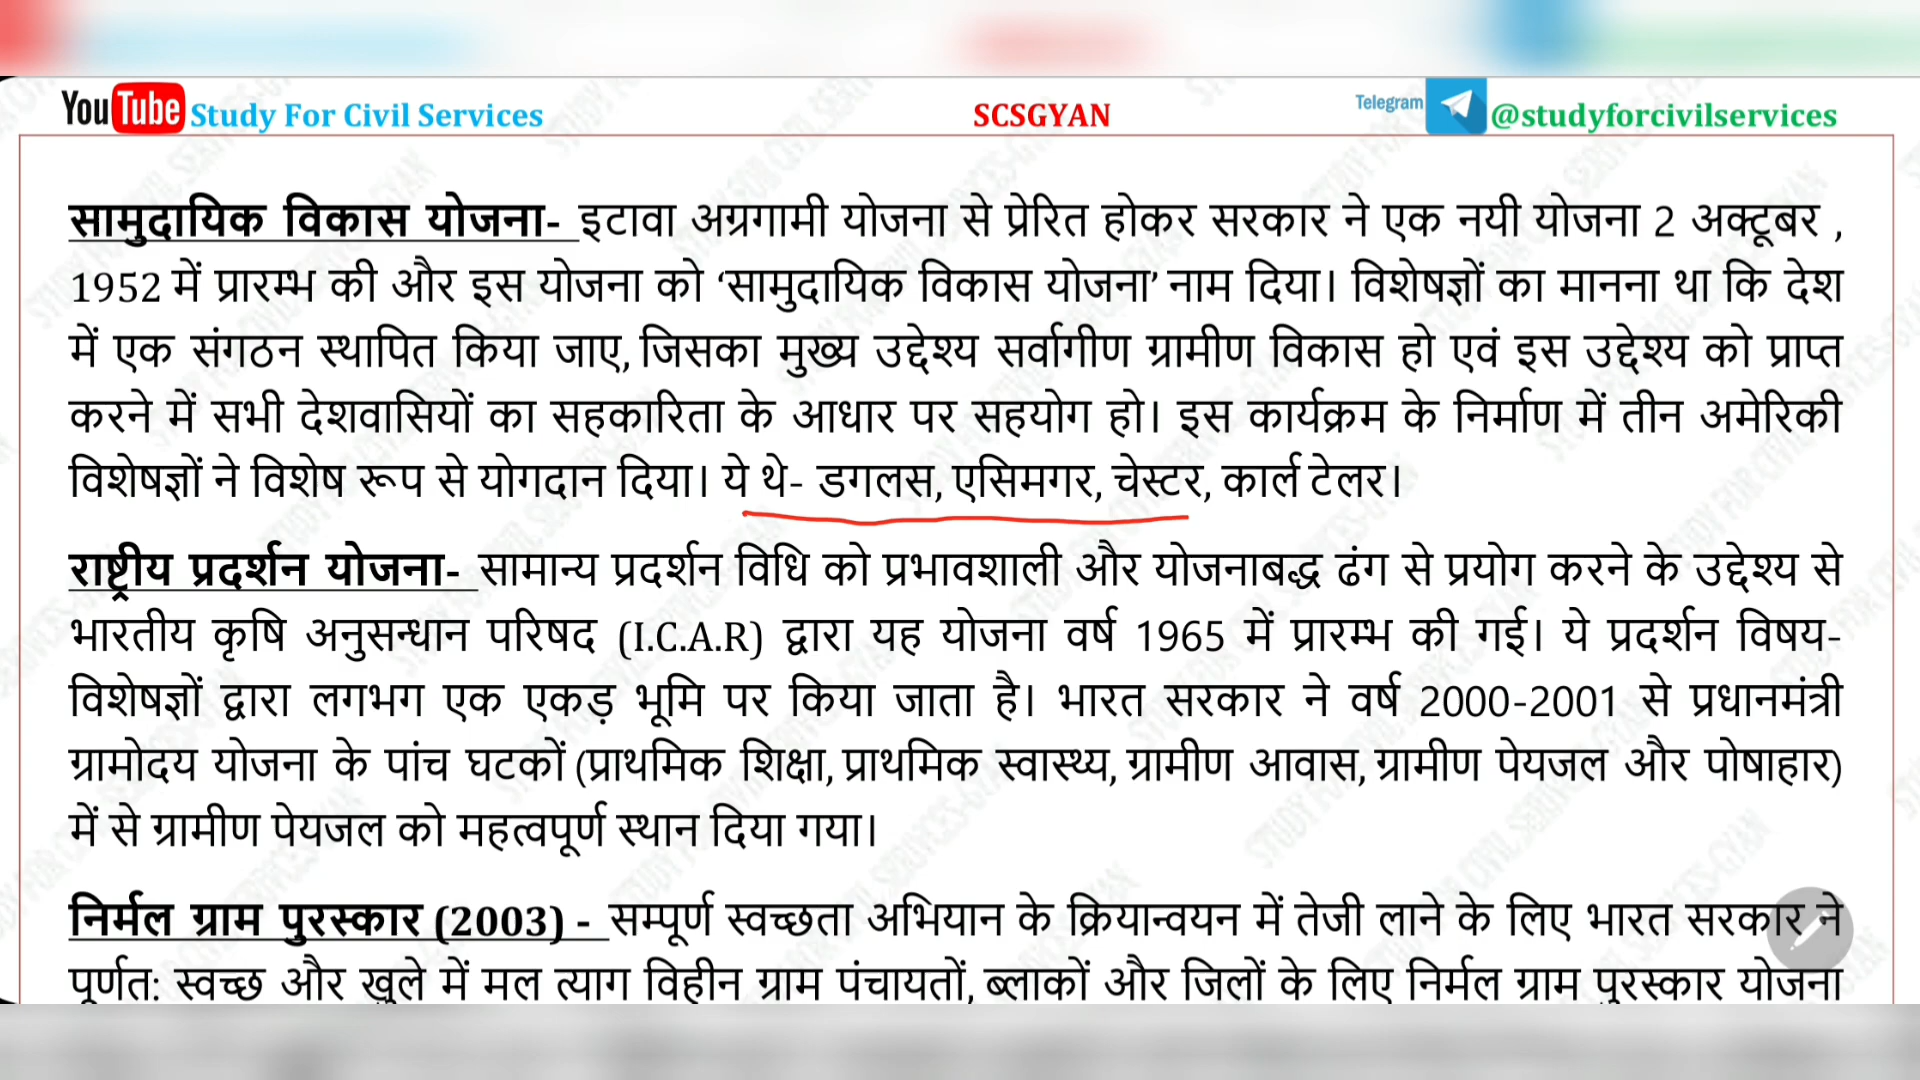 YouTube Study For Civil Services SCSGYAN Telegram @studyforcivilservices
सामुदायिक विकास योजना- इटावा अग्रगामी योजना से प्रेरित होकर सरकार ने एक नयी योजना 2 अक्टूबर ,
1952 में प्रारम्भ की और इस योजना को ‘सामुदायिक विकास योजना’ नाम दिया। विशेषज्ञों का मानना था कि देश
में एक संगठन स्थापित किया जाए, जिसका मुख्य उद्देश्य सर्वागीण ग्रामीण विकास हो एवं इस उद्देश्य को प्राप्त
करने में सभी देशवासियों का सहकारिता के आधार पर सहयोग हो। इस कार्यक्रम के निर्माण में तीन अमेरिकी
विशेषज्ञों ने विशेष रूप से योगदान दिया। ये थे- डगलस, एसिमगर, चेस्टर, कार्ल टेलर।
राष्ट्रीय प्रदर्शन योजना- सामान्य प्रदर्शन विधि को प्रभावशाली और योजनाबद्ध ढंग से प्रयोग करने के उद्देश्य से
भारतीय कृषि अनुसन्धान परिषद (I.C.A.R) द्वारा यह योजना वर्ष 1965 में प्रारम्भ की गई। ये प्रदर्शन विषय-
विशेषज्ञों द्वारा लगभग एक एकड़ भूमि पर किया जाता है। भारत सरकार ने वर्ष 2000-2001 से प्रधानमंत्री
ग्रामोदय योजना के पांच घटकों (प्राथमिक शिक्षा, प्राथमिक स्वास्थ्य, ग्रामीण आवास, ग्रामीण पेयजल और पोषाहार)
में से ग्रामीण पेयजल को महत्वपूर्ण स्थान दिया गया।
निर्मल ग्राम पुरस्कार (2003) - सम्पूर्ण स्वच्छता अभियान के क्रियान्वयन में तेजी लाने के लिए भारत सरकार ने
पूर्णत: स्वच्छ और खुले में मल त्याग विहीन ग्राम पंचायतों, ब्लाकों और जिलों के लिए निर्मल ग्राम पुरस्कार योजना